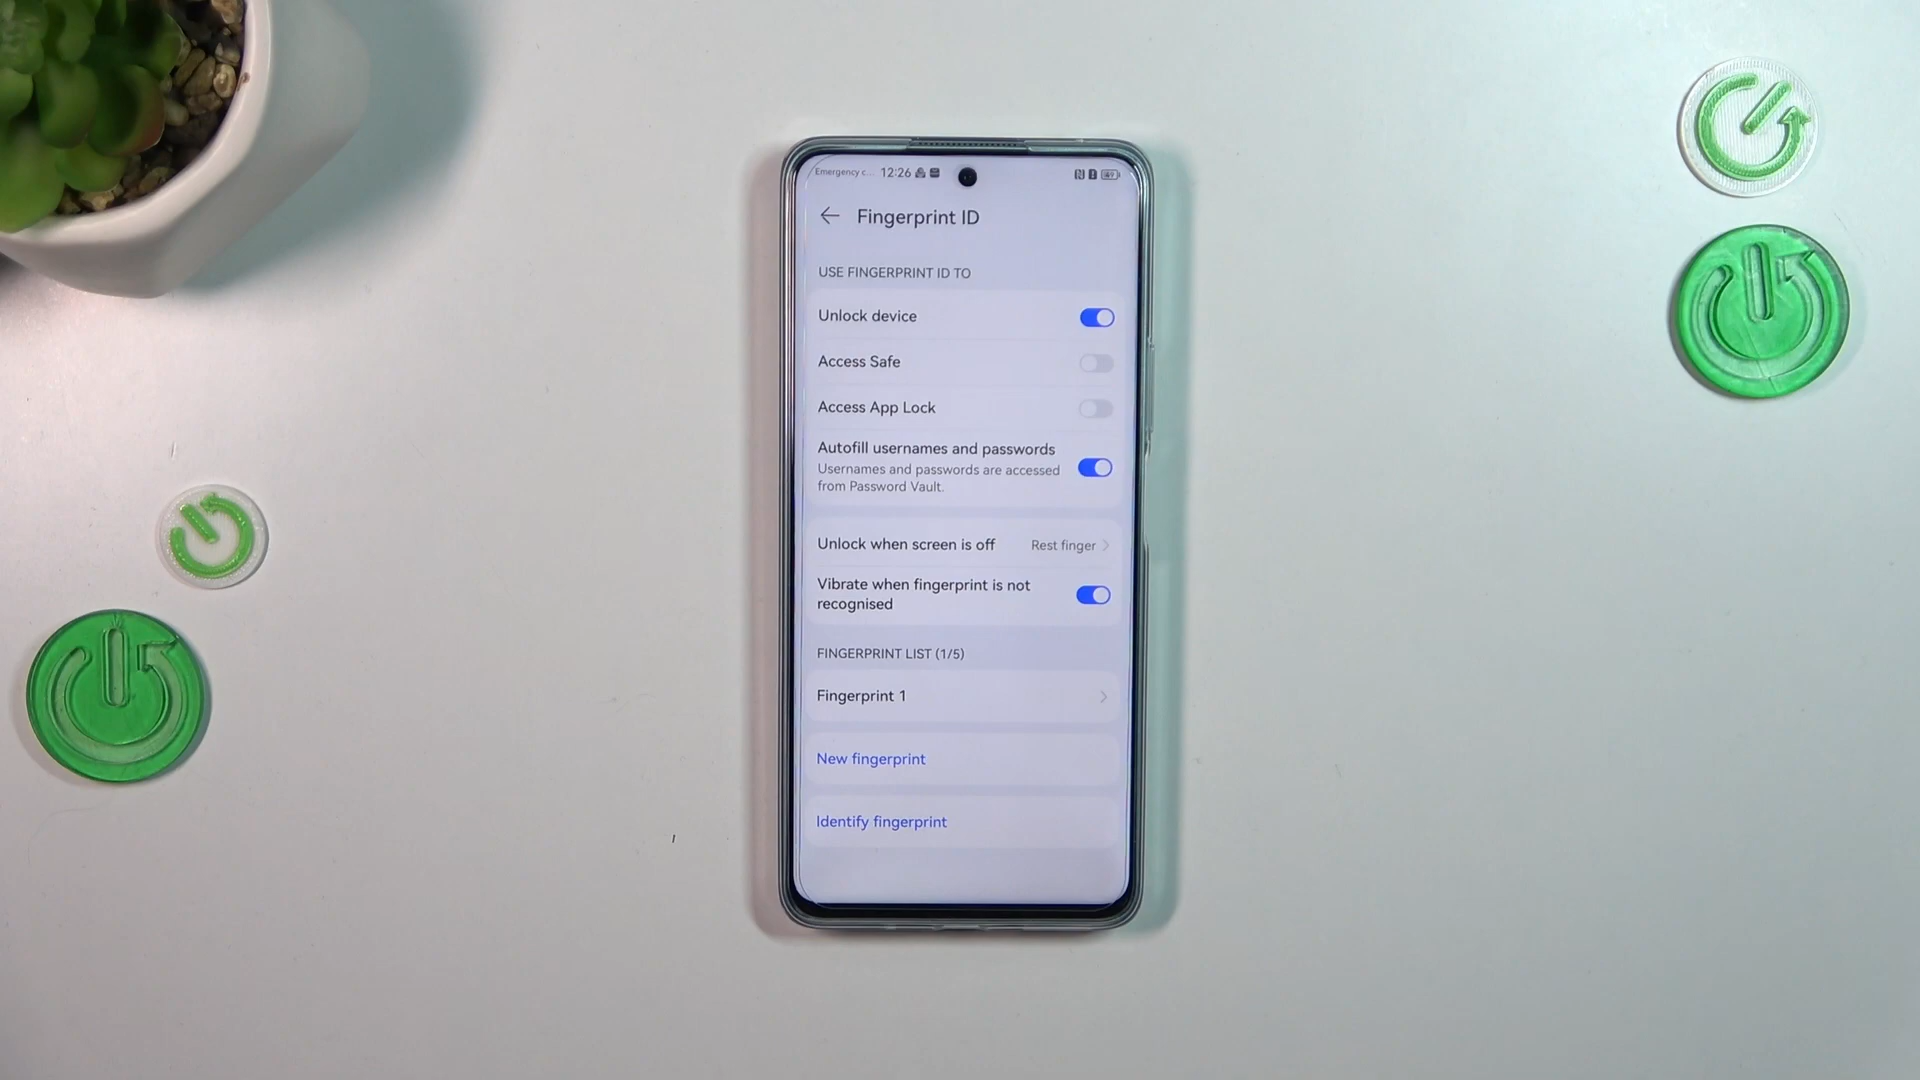 Emergency c... 12:26
Fingerprint ID
USE FINGERPRINT ID TO
Unlock device
Access Safe
Access App Lock
Autofill usernames and passwords
Usernames and passwords are accessed
from Password Vault.
Unlock when screen is off Rest finger
Vibrate when fingerprint is not
recognised
FINGERPRINT LIST (1/5)
Fingerprint 1
New fingerprint
Identify fingerprint